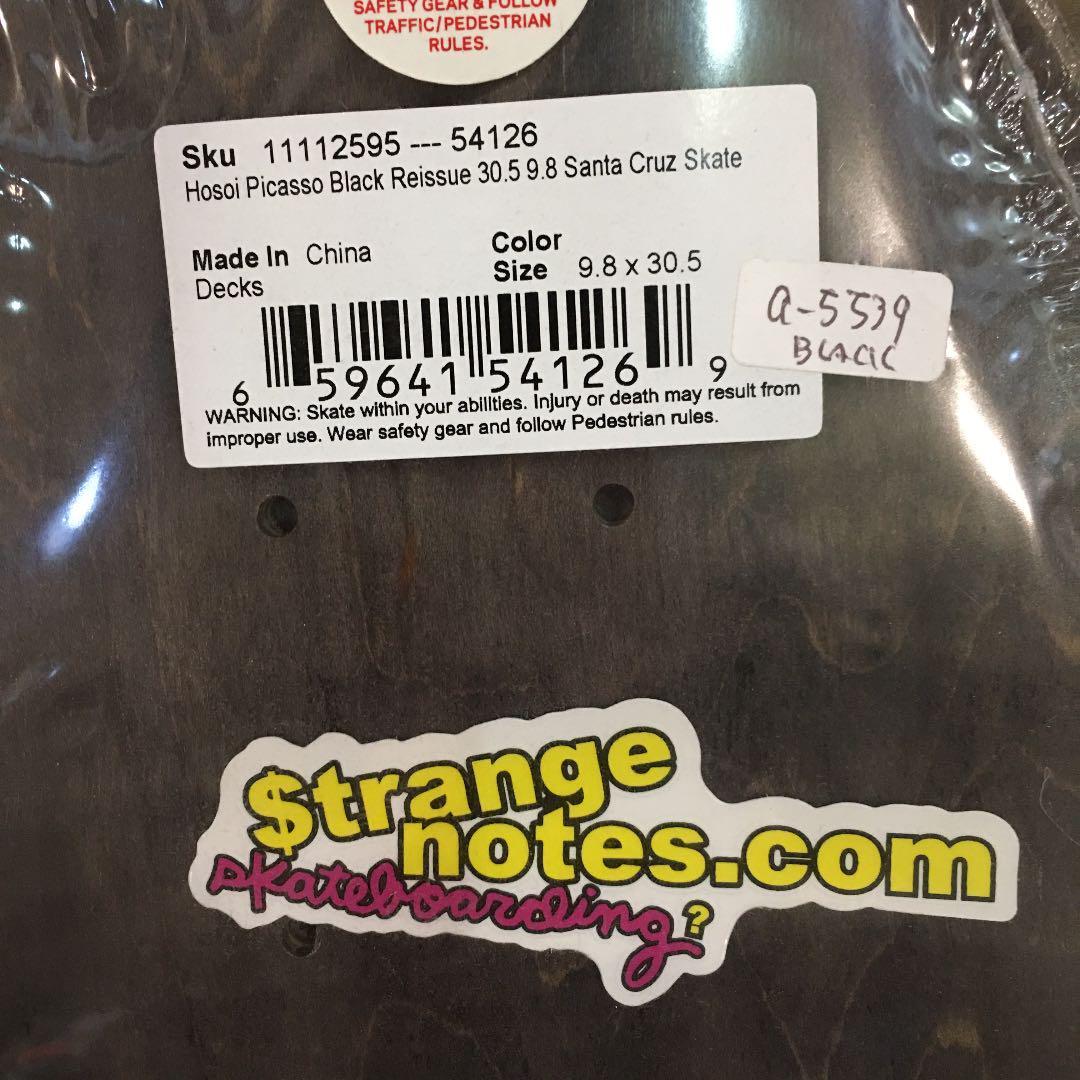 SAFETY GEAR & FOLLOW
TRAFFIC/PEDESTRIAN
RULES.
Sku 11112595 --- 54126
Hosoi Picasso Black Reissue 30.5 9.8 Santa Cruz Skate
Made In China
Color
Decks
Size 9.8 x 30.5
a-5539
BLACK
6 59641 54126 9
WARNING: Skate within your abilities. Injury or death may result from
improper use. Wear safety gear and follow Pedestrian rules.
$trange
notes.com
skateboarding?